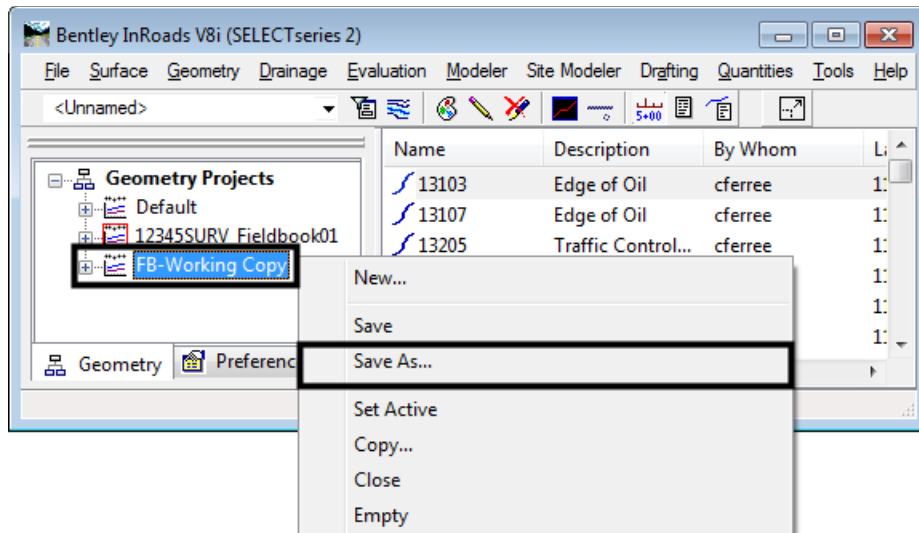 Bentley InRoads V8i (SELECTseries 2)
File Surface Geometry Drainage Evaluation Modeler Site Modeler Drafting Quantities Tools Help
<Unnamed>
5+00
Name Description By Whom
Geometry Projects
Default
12345SURV Fieldbook01
FB-Working Copy
13103 Edge of Oil cferree
13107 Edge of Oil cferree
13205 Traffic Control... cferree
Geometry Preferenc
New...
Save
Save As...
Set Active
Copy...
Close
Empty